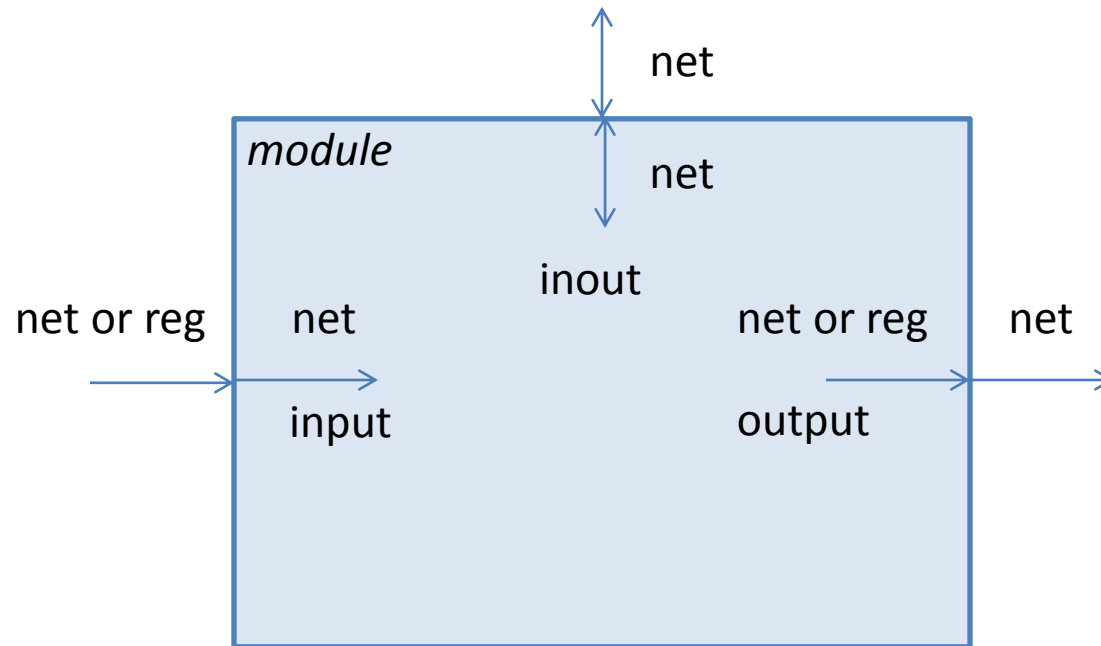 net
module
net
inout
net or reg
net
net or reg
net
input
output